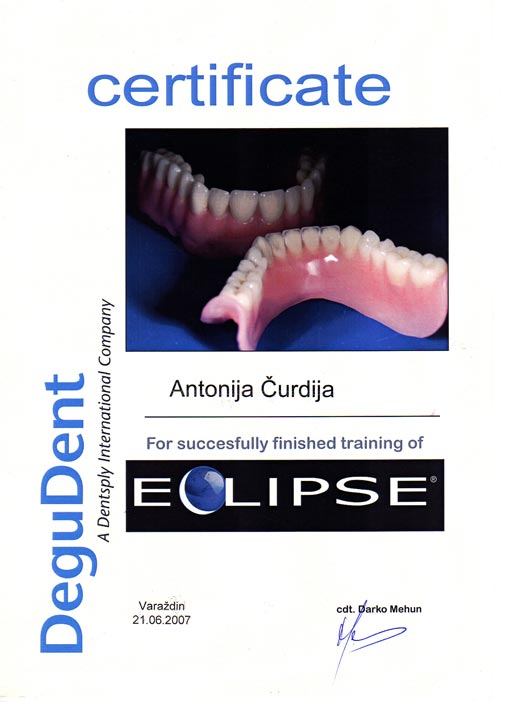 certificate
DeguDent
A Dentsply International Company
Antonija Čurdija
For succesfully finished training of
ECLIPSE®
Varaždin
21.06.2007
cdt. Darko Mehun